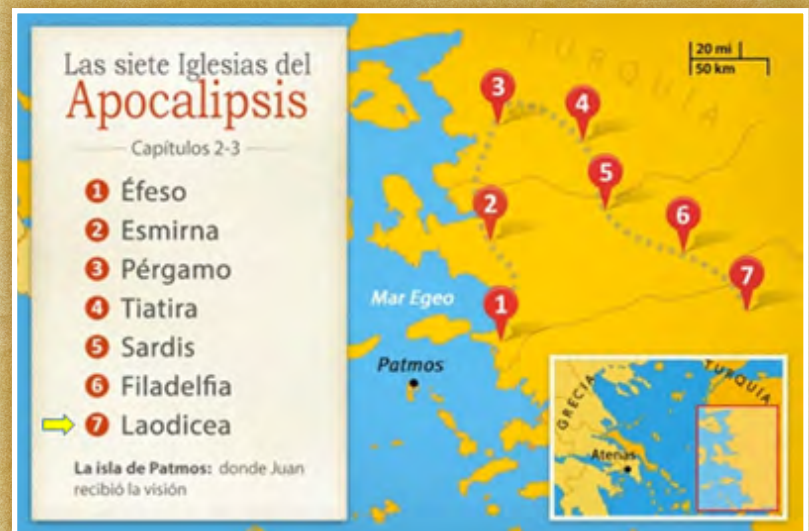 Las siete Iglesias del
Apocalipsis
Capítulos 2-3
1 Éfeso
2 Esmirna
3 Pérgamo
4 Tiatira
5 Sardis
6 Filadelfia
7 Laodicea
La isla de Patmos: donde Juan
recibió la visión
TURQUÍA
20 mi
50 km
3
4
5
2
6
7
1
Mar Egeo
Patmos
GRECIA
TURQUÍA
Atenas